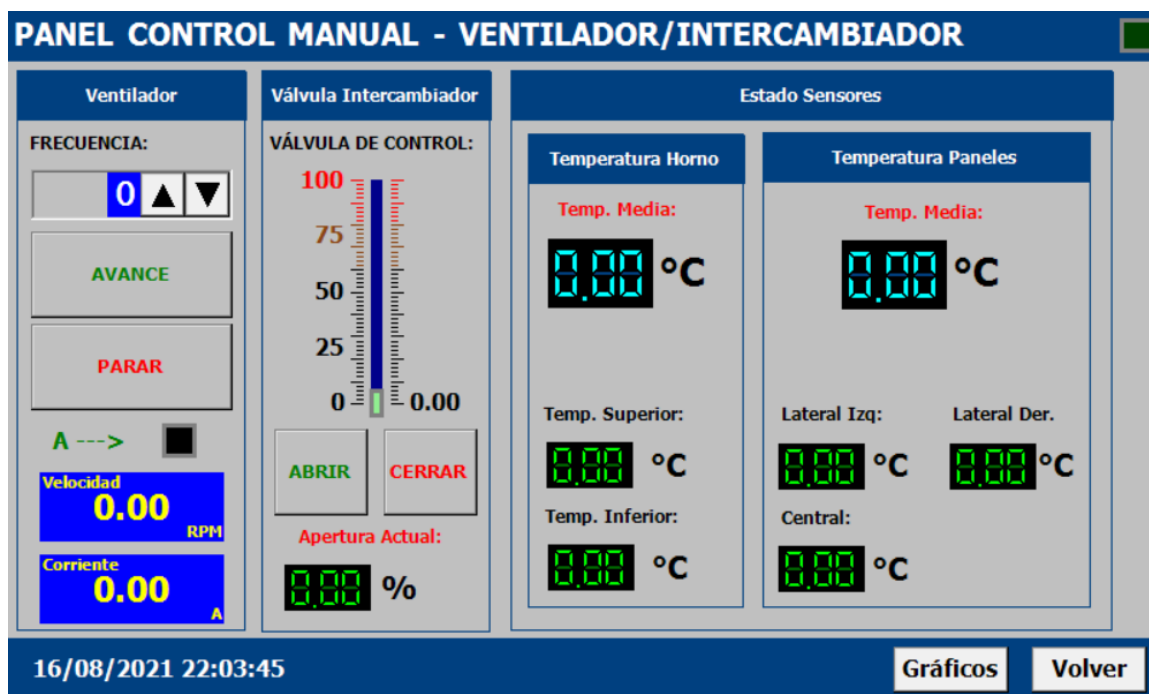 PANEL CONTROL MANUAL - VENTILADOR/INTERCAMBIADOR
Ventilador
FRECUENCIA:
0
AVANCE
PARAR
A --->
Velocidad
0.00
RPM
Corriente
0.00
A
Válvula Intercambiador
VÁLVULA DE CONTROL:
100
75
50
25
0
0.00
ABRIR
CERRAR
Apertura Actual:
0.00 %
Estado Sensores
Temperatura Horno
Temp. Media:
0.00 °C
Temp. Superior:
0.00 °C
Temp. Inferior:
0.00 °C
Temperatura Paneles
Temp. Media:
0.00 °C
Lateral Izq: Lateral Der.
0.00 °C 0.00 °C
Central:
0.00 °C
16/08/2021 22:03:45
Gráficos
Volver